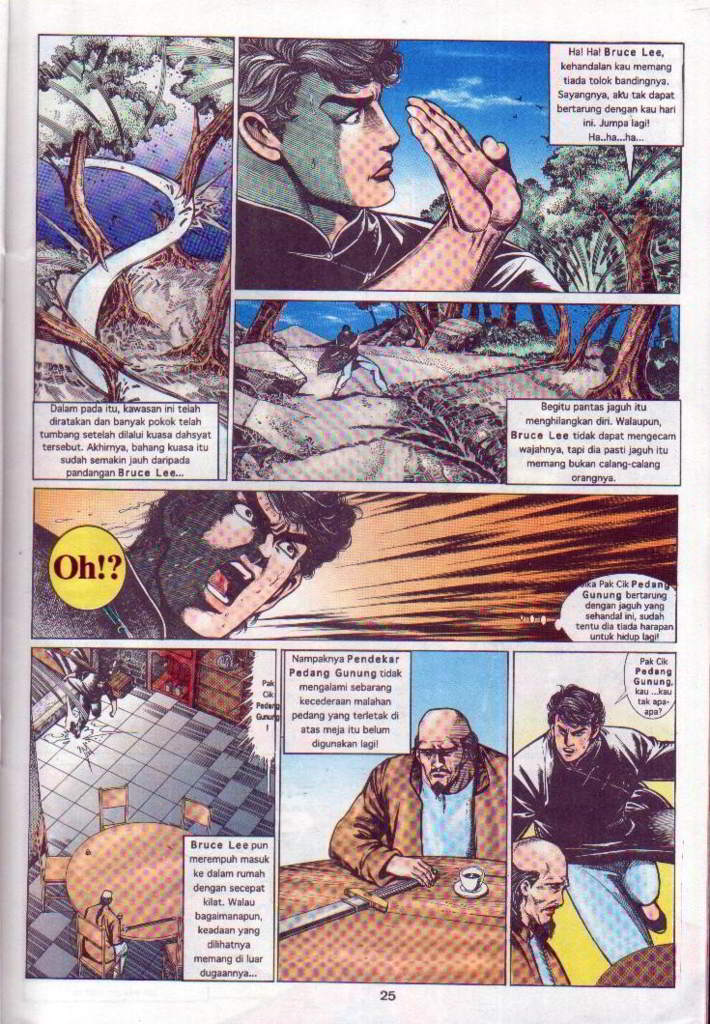 Ha! Ha! Bruce Lee,
kehandalan kau memang
tiada tolok bandingnya.
Sayangnya, aku tak dapat
bertarung dengan kau hari
ini. Jumpa lagi!
Ha..ha...ha...
Dalam pada itu, kawasan ini telah
diratakan dan banyak pokok telah
tumbang setelah dilalui kuasa dahsyat
tersebut. Akhirnya, bahang kuasa itu
sudah semakin jauh daripada
pandangan Bruce Lee...
Begitu pantas jaguh itu
menghilangkan diri. Walaupun,
Bruce Lee tidak dapat mengecam
wajahnya, tapi dia pasti jaguh itu
memang bukan calang-calang
orangnya.
Oh!?
Pak Cik Pedang
Gunung bertarung
dengan jaguh yang
sehandal itu, sudah
tentu dia tiada harapan
untuk hidup lagi!
Pak
Cik
Pedang
Gunung
!
Bruce Lee pun
merempuh masuk
ke dalam rumah
dengan secepat
kilat. Walau
bagaimanapun,
keadaan yang
dilihatnya
memang di luar
dugaannya...
Nampaknya Pendekar
Pedang Gunung tidak
mengalami sebarang
kecederaan malahan
pedang yang terletak di
atas meja itu belum
digunakan lagi!
Pak Cik
Pedang
Gunung,
kau ...kau
tak apa-
apa?
25